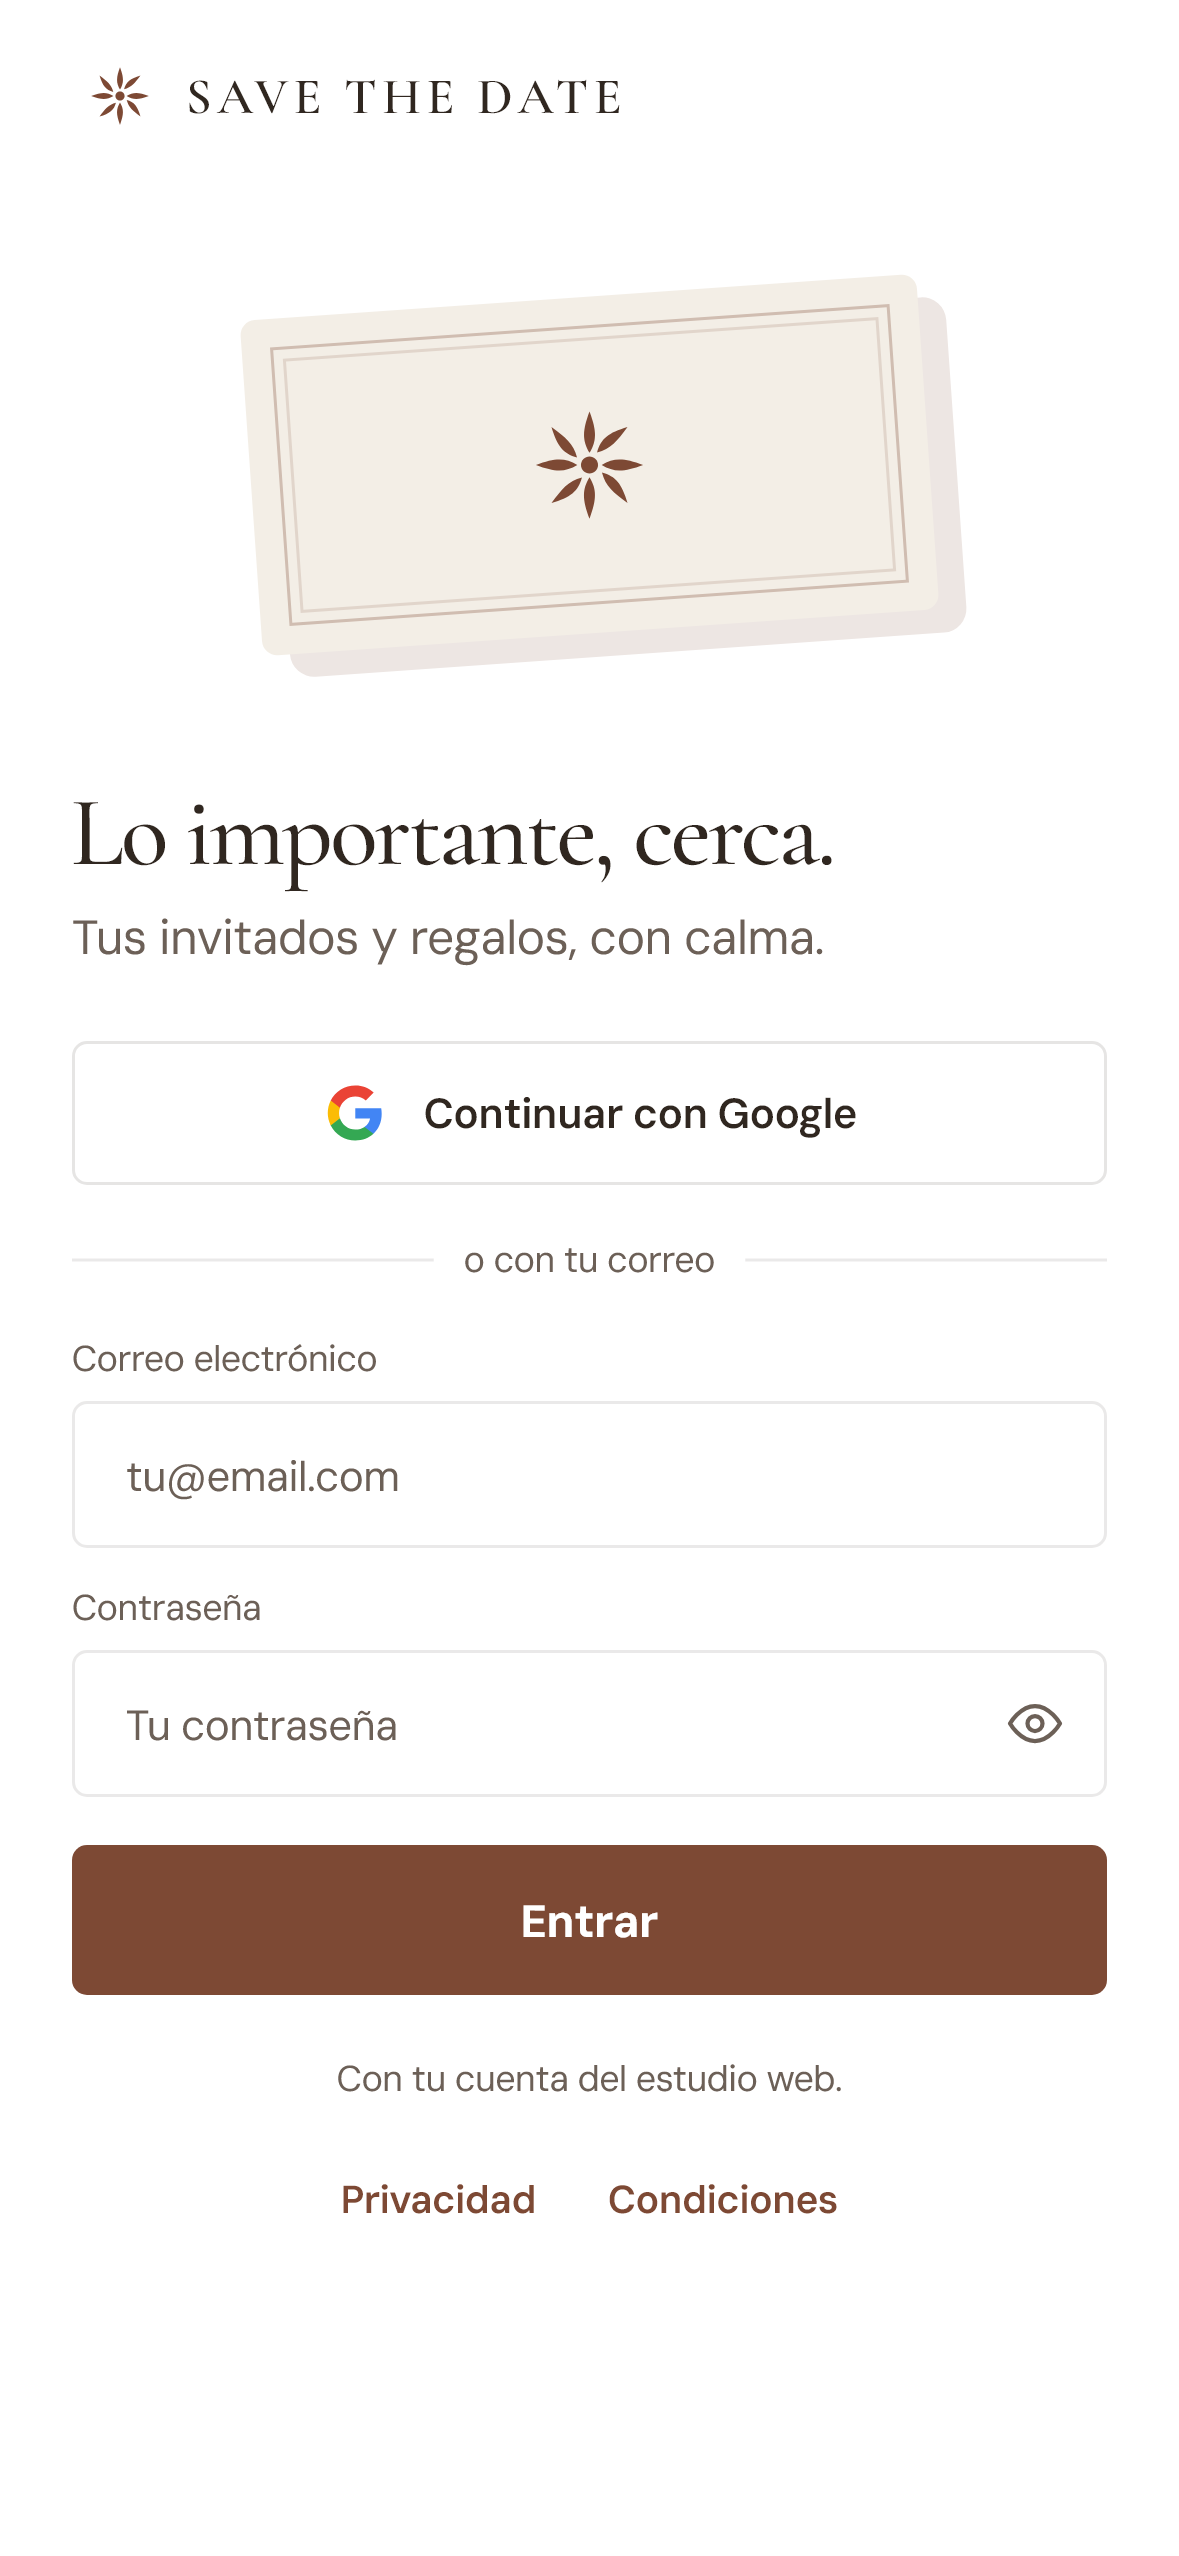 SAVE THE DATE
Lo importante, cerca.
Tus invitados y regalos, con calma.
Continuar con Google
o con tu correo
Correo electrónico
tu@email.com
Contraseña
Tu contraseña
Entrar
Con tu cuenta del estudio web.
Privacidad Condiciones